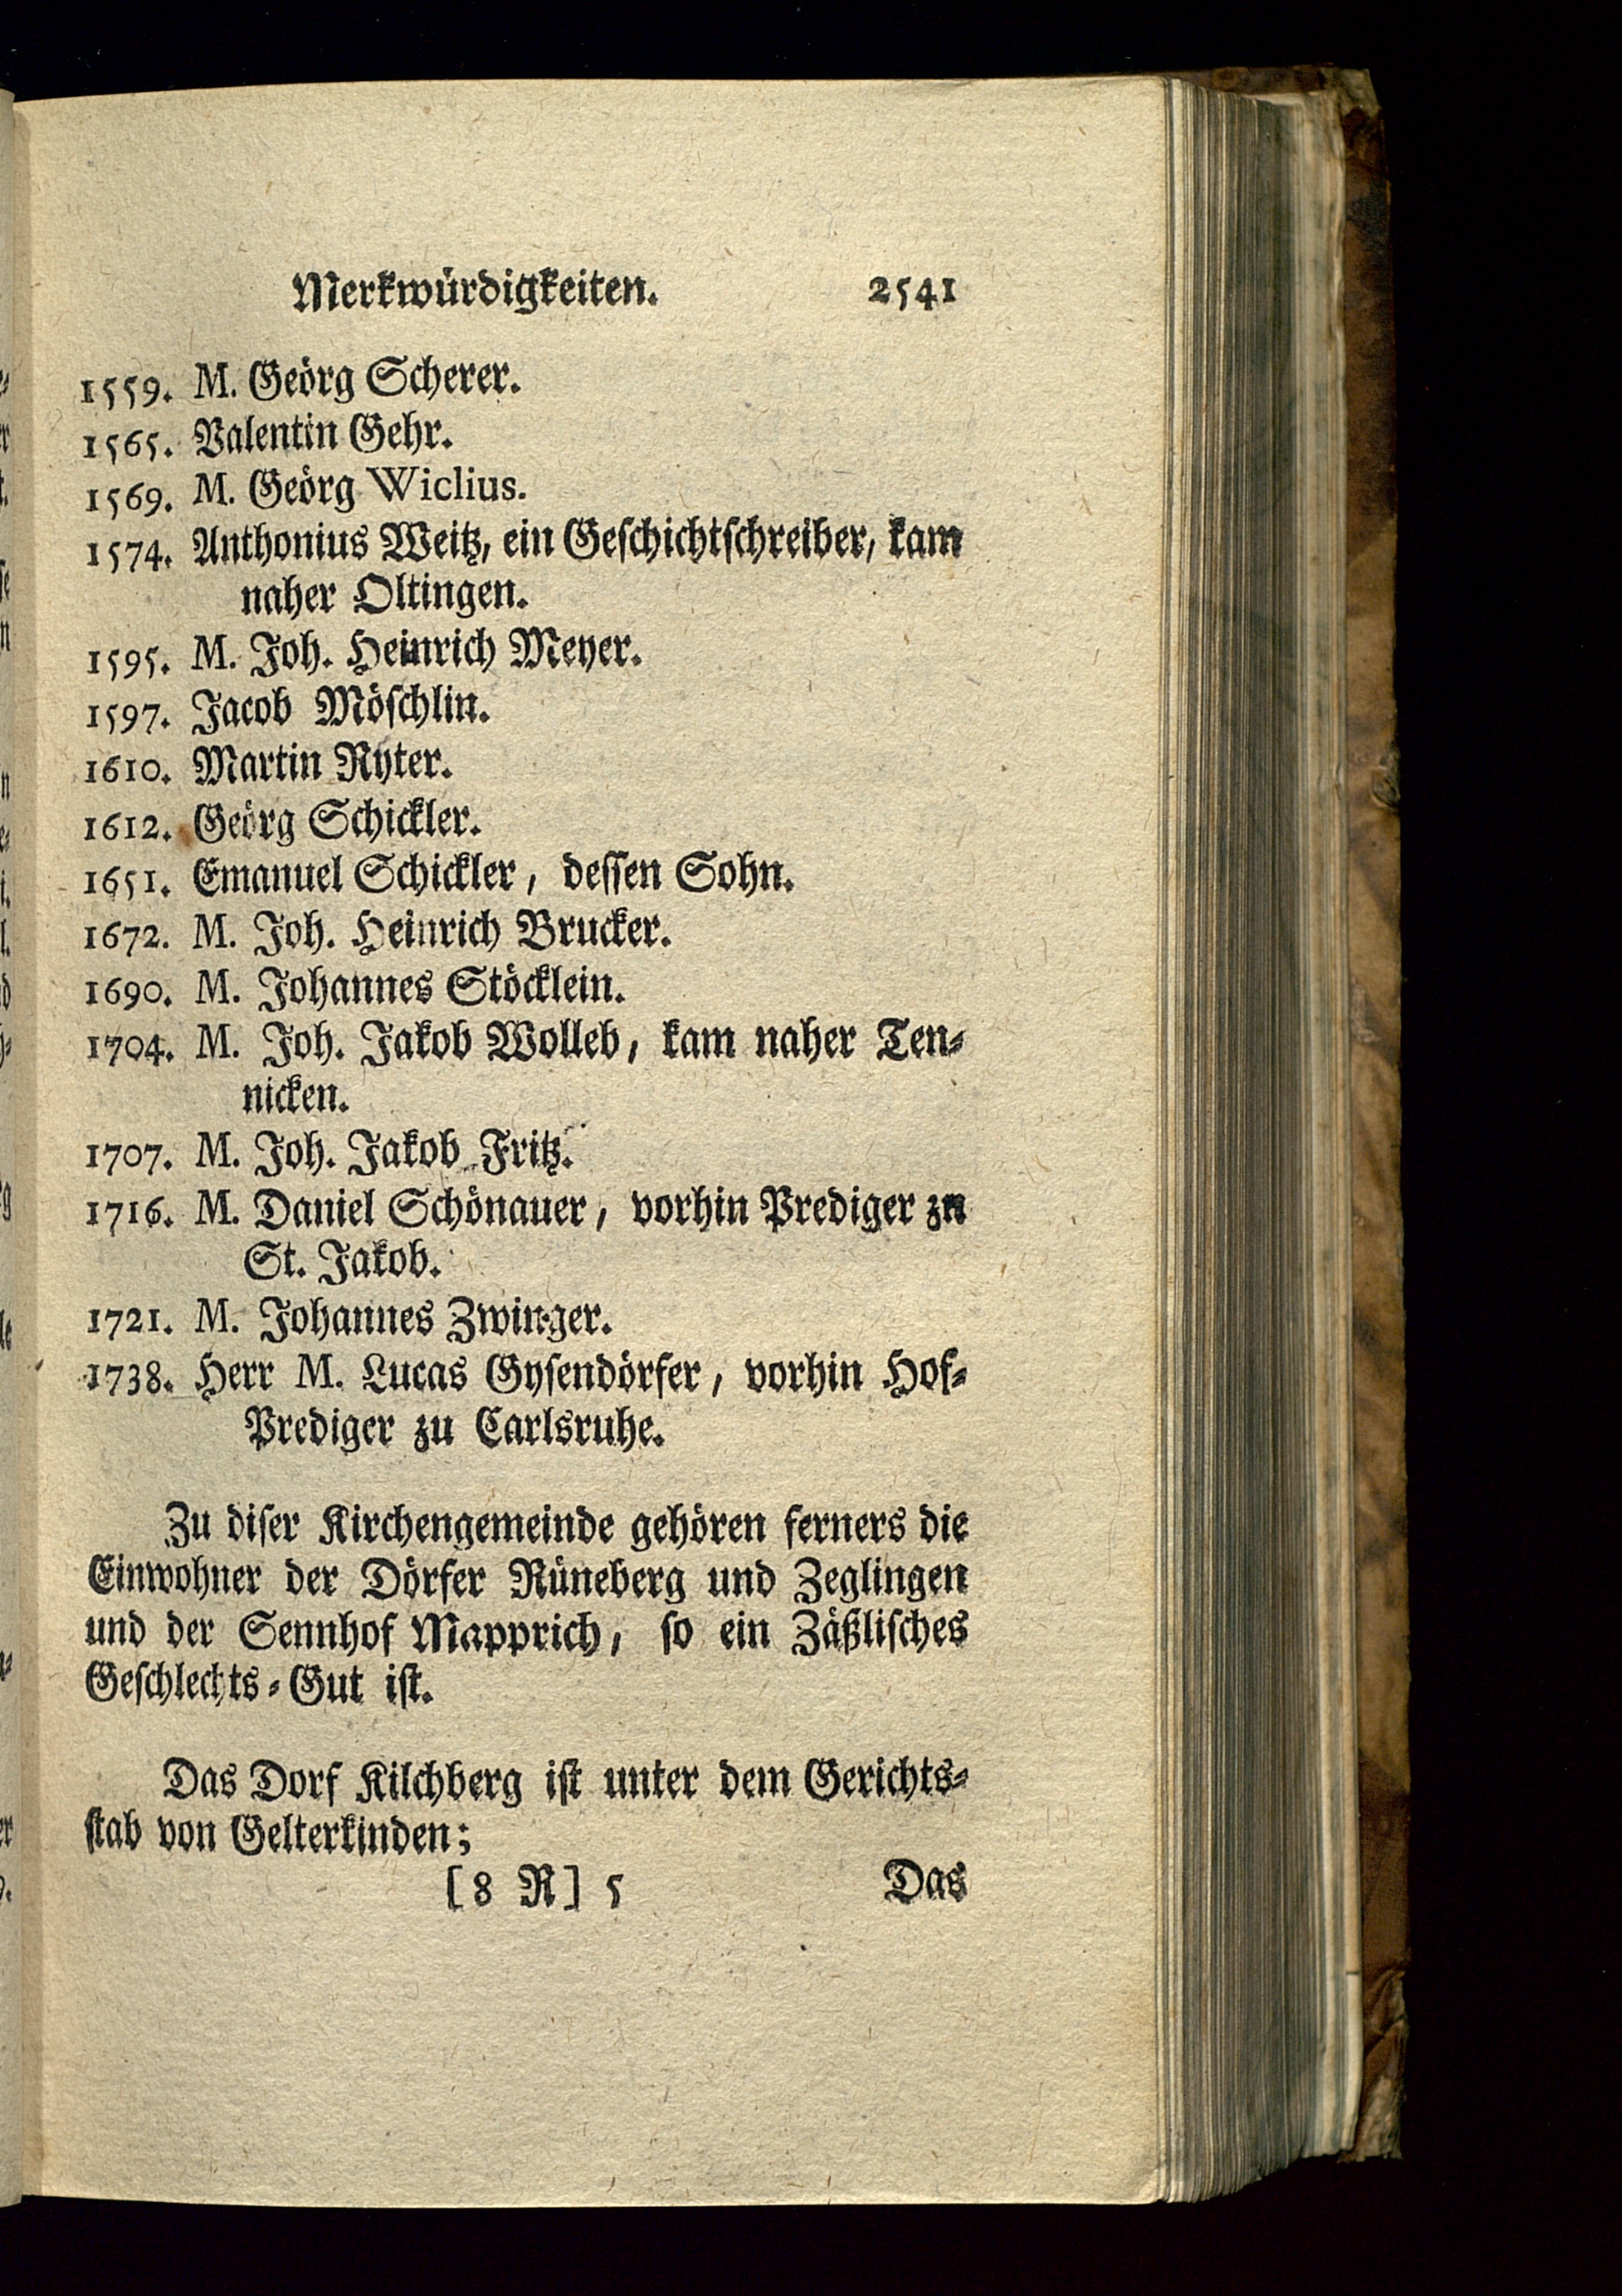 Merkwürdigkeiten. 2541
1559. M. Geörg Scherer.
1565. Valentin Gehr.
1569. M. Geörg Wiclius.
1574. Anthonius Weitz, ein Geschichtschreiber, kam
naher Oltingen.
1595. M. Joh. Heinrich Meyer.
1597. Jacob Möschlin.
1610. Martin Ryter.
1612. Geörg Schickler.
1651. Emanuel Schickler, dessen Sohn.
1672. M. Joh. Heinrich Brucker.
1690. M. Johannes Stöcklein.
1704. M. Joh. Jakob Wolleb, kam naher Ten-
nicken.
1707. M. Joh. Jakob Fritz.
1716. M. Daniel Schönauer, vorhin Prediger zu
St. Jakob.
1721. M. Johannes Zwinger.
1738. Herr M. Lucas Gysendörfer, vorhin Hof-
Prediger zu Carlsruhe.
Zu diser Kirchengemeinde gehören ferners die
Einwohner der Dörfer Rüneberg und Zeglingen
und der Sennhof Mapprich, so ein Zäßlisches
Geschlechts-Gut ist.
Das Dorf Kilchberg ist unter dem Gerichts-
stab von Gelterkinden;
[8 R] 5 Das